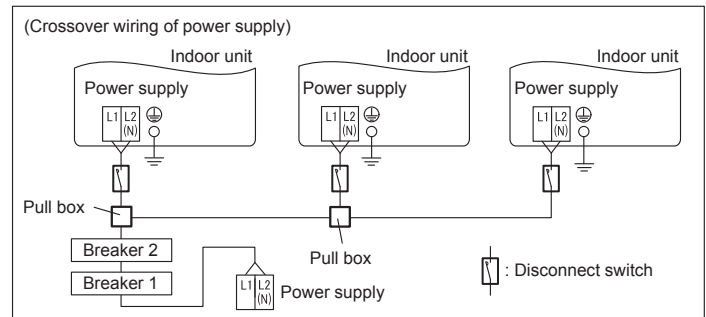 (Crossover wiring of power supply)
Indoor unit
Indoor unit
Indoor unit
Power supply
Power supply
Power supply
L1 L2
(N)
L1 L2
(N)
L1 L2
(N)
Pull box
Pull box
Breaker 2
Breaker 1
L1 L2
(N)
Power supply
: Disconnect switch